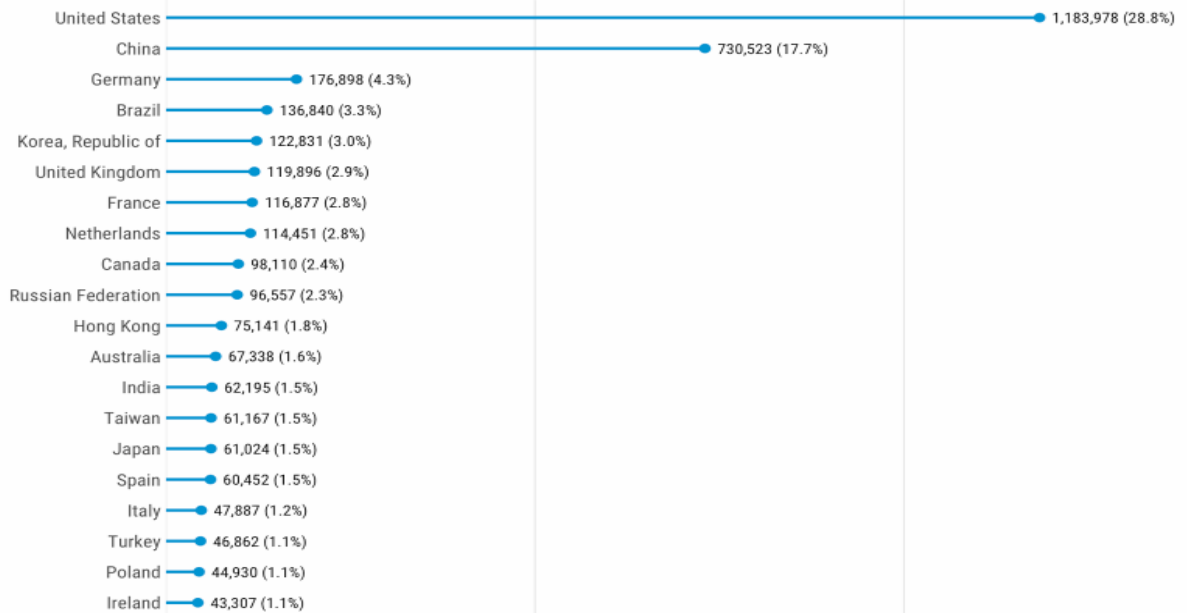 United States 1,183,978 (28.8%)
China 730,523 (17.7%)
Germany 176,898 (4.3%)
Brazil 136,840 (3.3%)
Korea, Republic of 122,831 (3.0%)
United Kingdom 119,896 (2.9%)
France 116,877 (2.8%)
Netherlands 114,451 (2.8%)
Canada 98,110 (2.4%)
Russian Federation 96,557 (2.3%)
Hong Kong 75,141 (1.8%)
Australia 67,338 (1.6%)
India 62,195 (1.5%)
Taiwan 61,167 (1.5%)
Japan 61,024 (1.5%)
Spain 60,452 (1.5%)
Italy 47,887 (1.2%)
Turkey 46,862 (1.1%)
Poland 44,930 (1.1%)
Ireland 43,307 (1.1%)